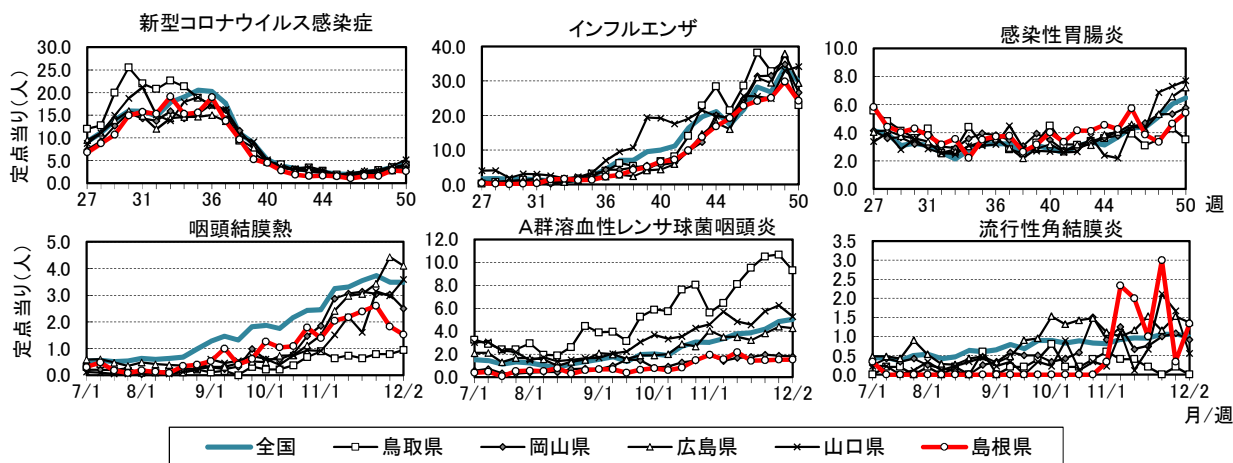 新型コロナウイルス感染症
定点当り(人)
30.0
25.0
20.0
15.0
10.0
5.0
0.0
27 31 35 40 44 50
インフルエンザ
40.0
30.0
20.0
10.0
0.0
27 31 35 40 44 50
感染性胃腸炎
10.0
8.0
6.0
4.0
2.0
0.0
27 31 35 40 44 50 週
咽頭結膜熱
定点当り(人)
5.0
4.0
3.0
2.0
1.0
0.0
7/1 8/1 9/1 10/1 11/1 12/2
A群溶血性レンサ球菌咽頭炎
12.0
10.0
8.0
6.0
4.0
2.0
0.0
7/1 8/1 9/1 10/1 11/1 12/2
流行性角結膜炎
3.5
3.0
2.5
2.0
1.5
1.0
0.5
0.0
7/1 8/1 9/1 10/1 11/1 12/2
月/週
全国 鳥取県 岡山県 広島県 山口県 島根県